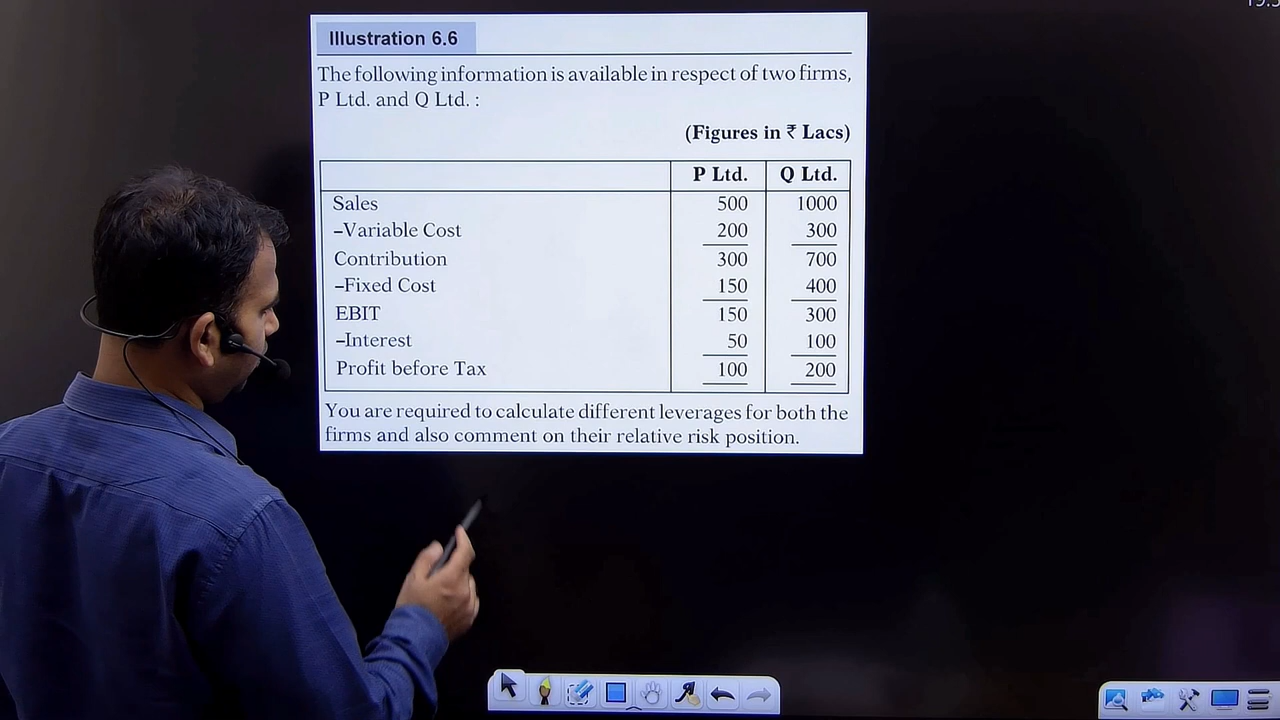 Illustration 6.6
The following information is available in respect of two firms,
P Ltd. and Q Ltd. :
(Figures in ₹ Lacs)
P Ltd. Q Ltd.
Sales 500 1000
–Variable Cost 200 300
Contribution 300 700
–Fixed Cost 150 400
EBIT 150 300
–Interest 50 100
Profit before Tax 100 200
You are required to calculate different leverages for both the
firms and also comment on their relative risk position.